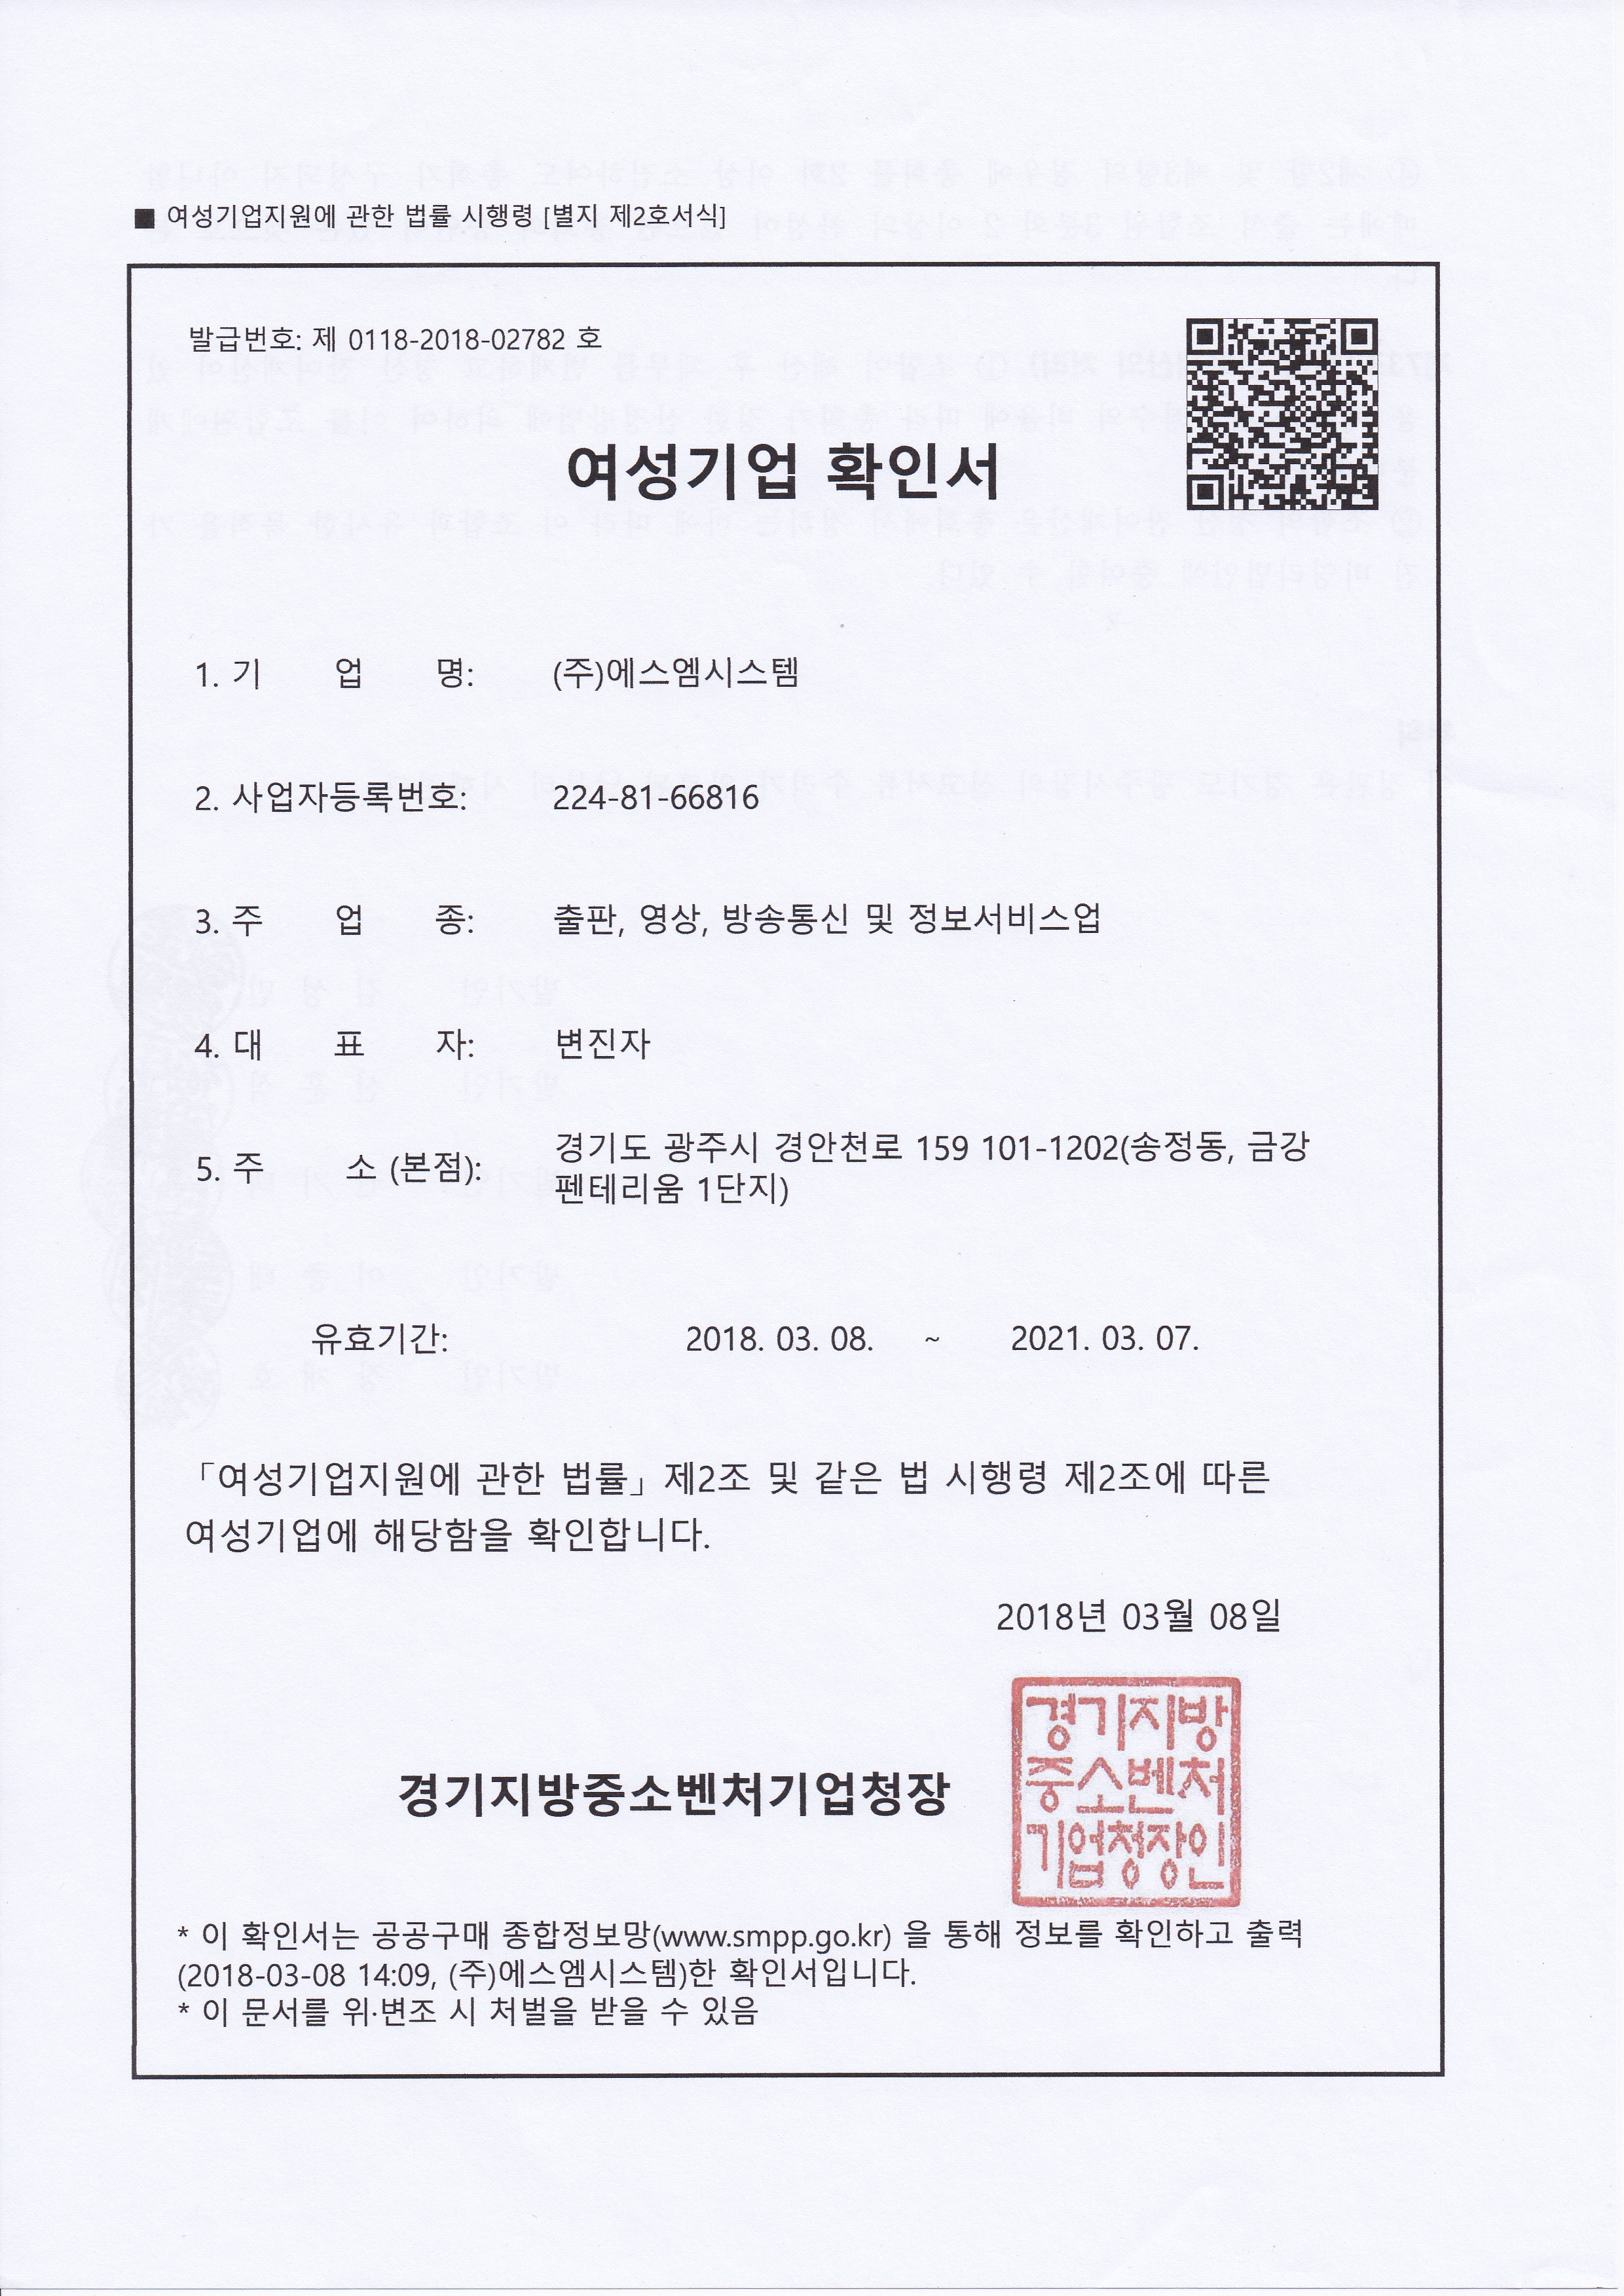 ■ 여성기업지원에 관한 법률 시행령 [별지 제2호서식]
발급번호: 제 0118-2018-02782 호
여성기업 확인서
1. 기 업 명: (주)에스엠시스템
2. 사업자등록번호: 224-81-66816
3. 주 업 종: 출판, 영상, 방송통신 및 정보서비스업
4. 대 표 자: 변진자
5. 주 소 (본점): 경기도 광주시 경안천로 159 101-1202(송정동, 금강
펜테리움 1단지)
유효기간: 2018. 03. 08. ~ 2021. 03. 07.
「여성기업지원에 관한 법률」제2조 및 같은 법 시행령 제2조에 따른
여성기업에 해당함을 확인합니다.
2018년 03월 08일
경기지방중소벤처기업청장
경기지방
중소벤처
기업청장인
* 이 확인서는 공공구매 종합정보망(www.smpp.go.kr) 을 통해 정보를 확인하고 출력
(2018-03-08 14:09, (주)에스엠시스템)한 확인서입니다.
* 이 문서를 위·변조 시 처벌을 받을 수 있음